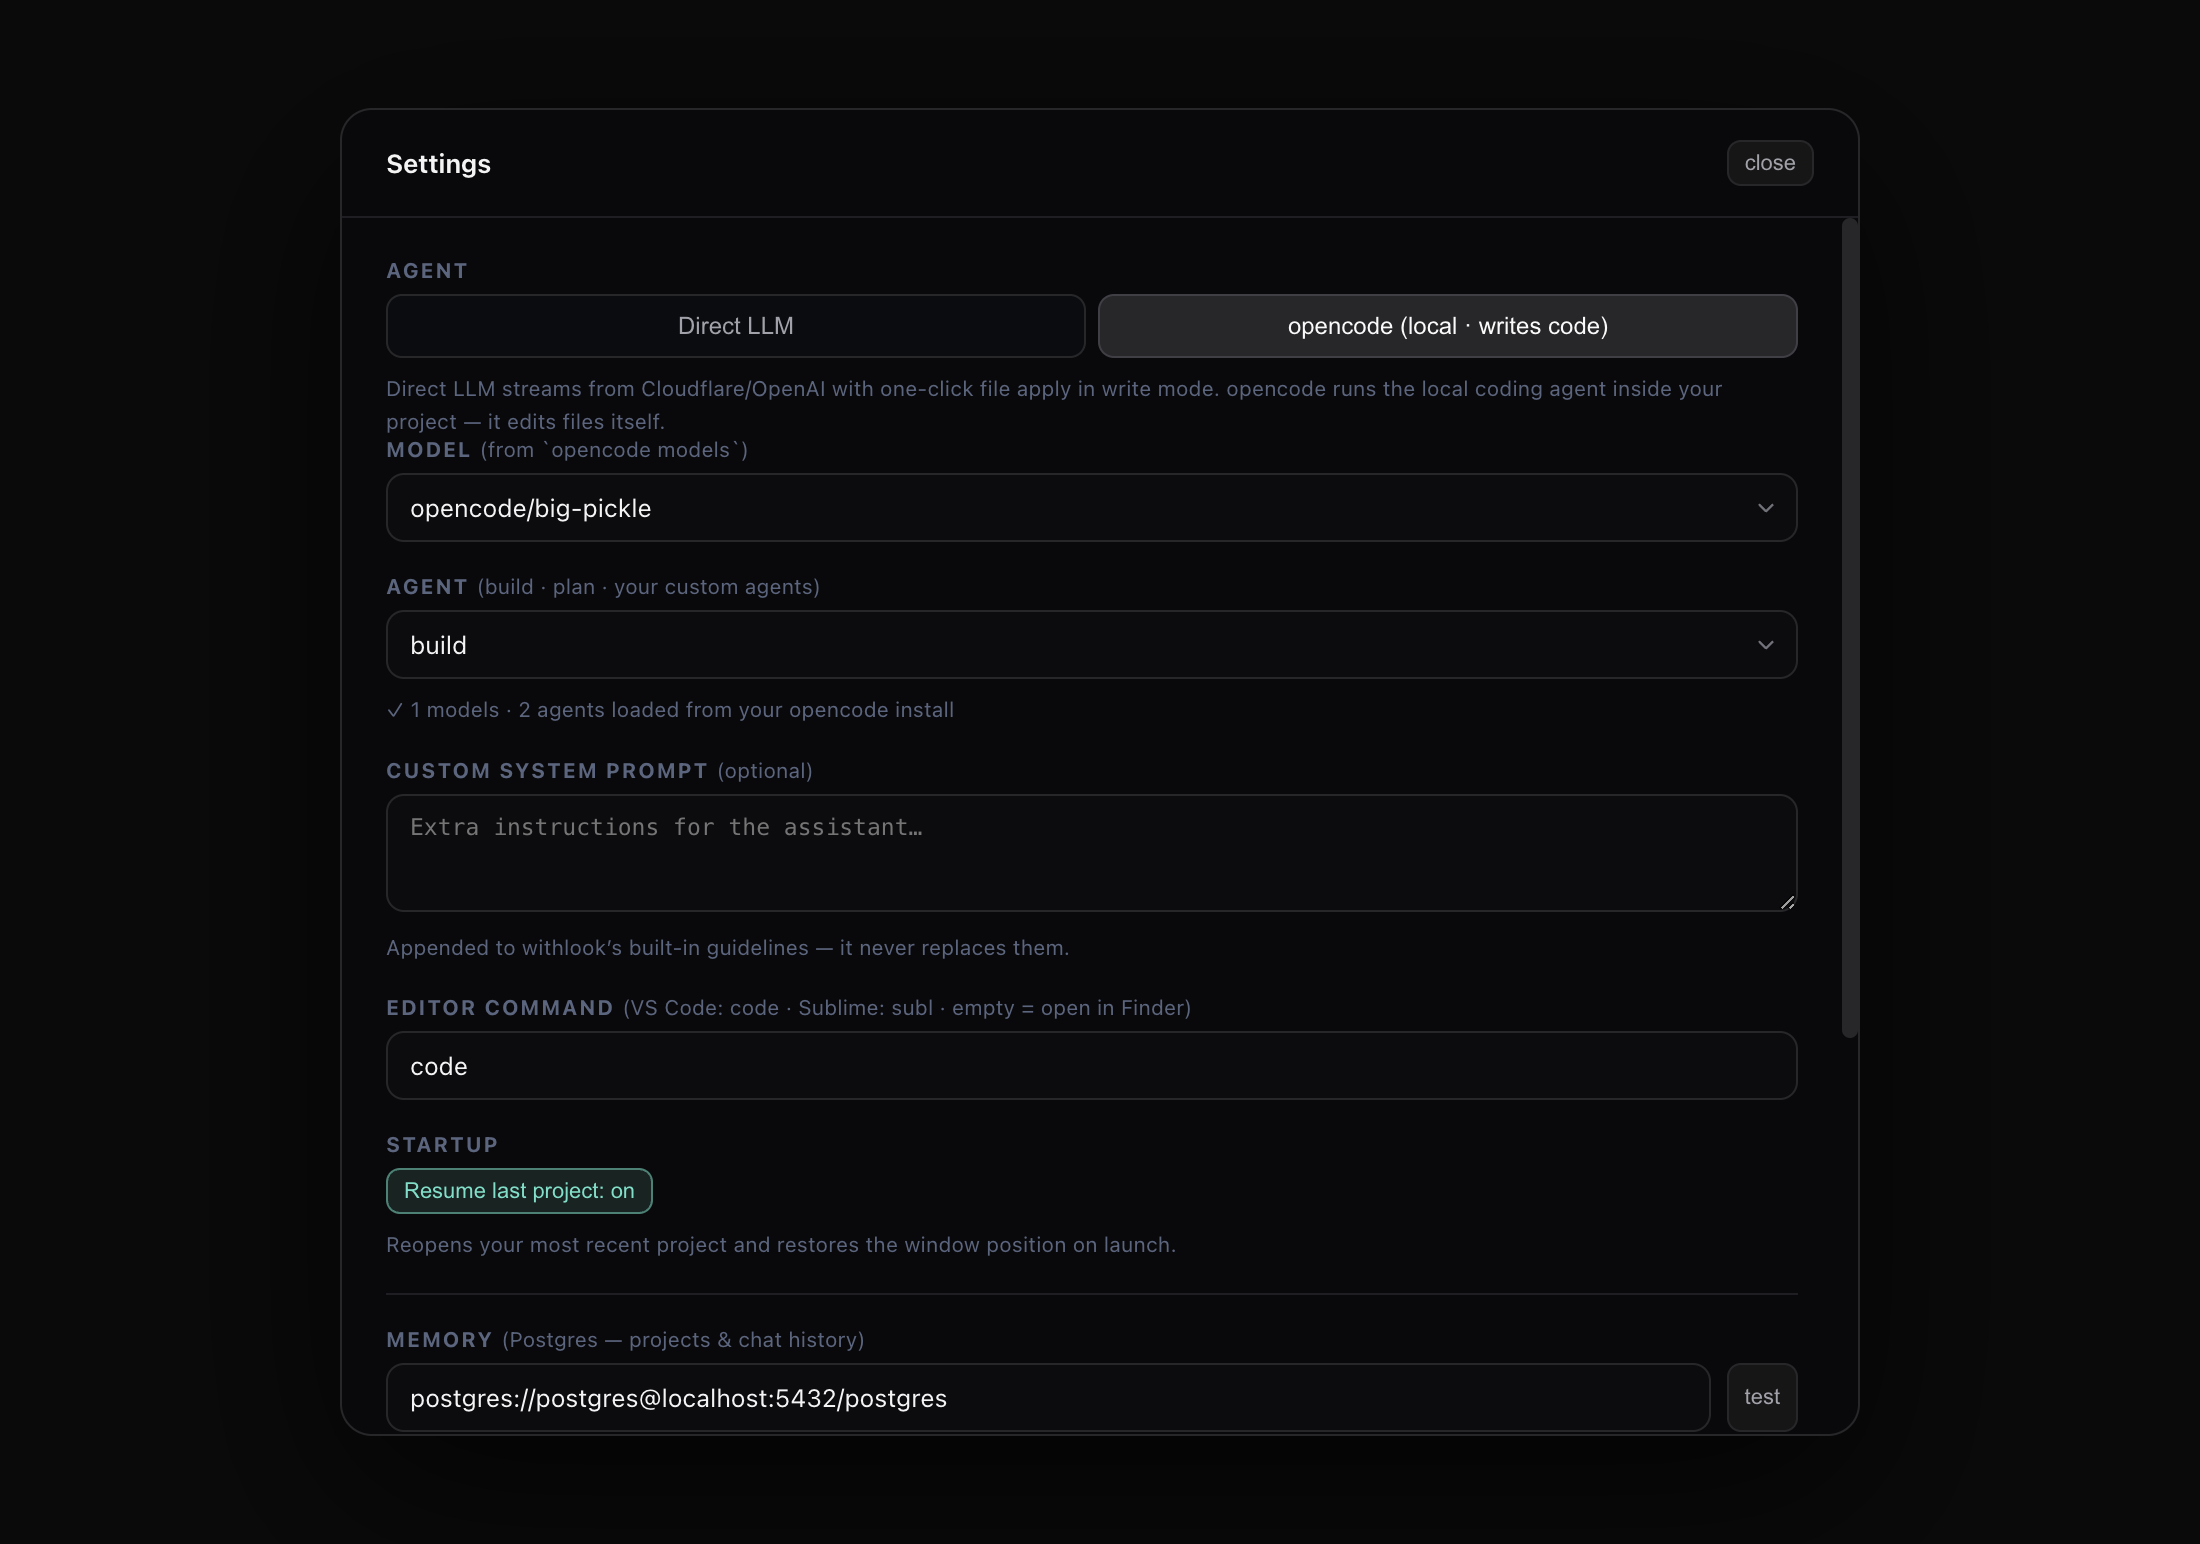 Settings
close
AGENT
Direct LLM
opencode (local · writes code)
Direct LLM streams from Cloudflare/OpenAI with one-click file apply in write mode. opencode runs the local coding agent inside your
project — it edits files itself.
MODEL (from `opencode models`)
opencode/big-pickle
AGENT (build · plan · your custom agents)
build
✓ 1 models · 2 agents loaded from your opencode install
CUSTOM SYSTEM PROMPT (optional)
Extra instructions for the assistant…
Appended to withlook’s built-in guidelines — it never replaces them.
EDITOR COMMAND (VS Code: code · Sublime: subl · empty = open in Finder)
code
STARTUP
Resume last project: on
Reopens your most recent project and restores the window position on launch.
MEMORY (Postgres — projects & chat history)
postgres://postgres@localhost:5432/postgres
test